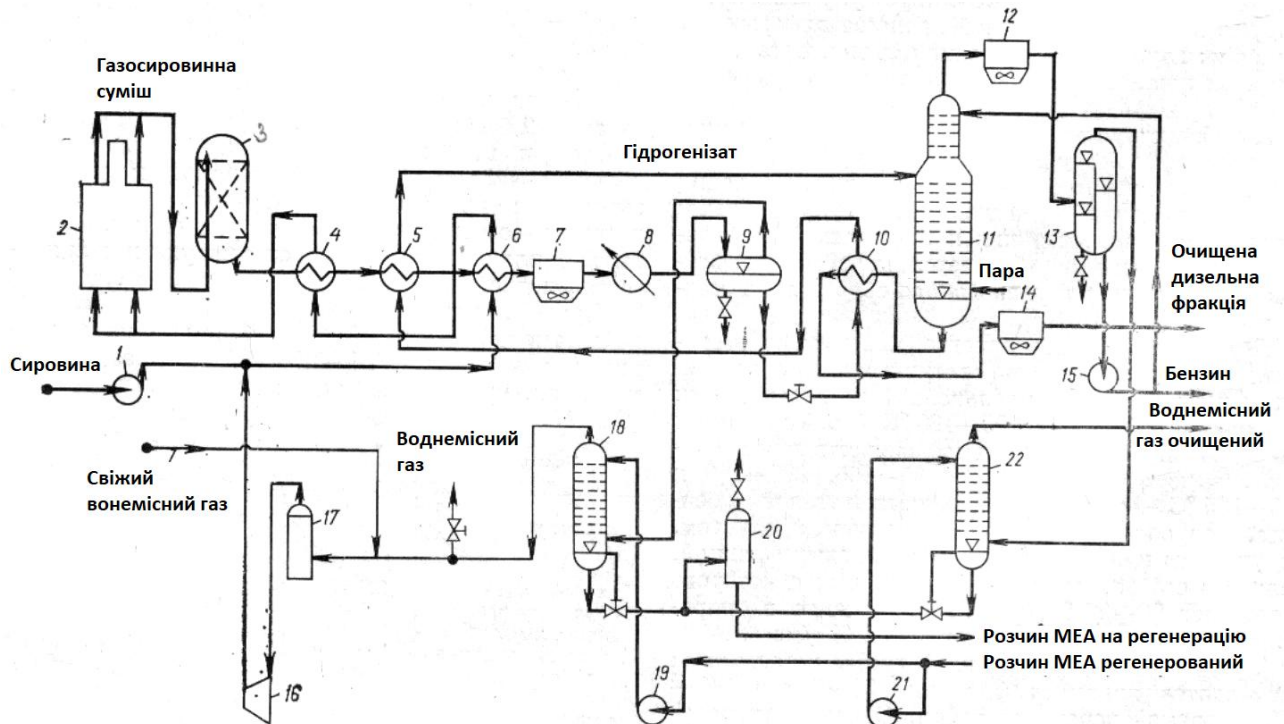 12
Газосировинна
суміш
3
Гідрогенізат
2
4
5
6
7
8
9
10
11
13
Очищена
дизельна
фракція
Пара
14
Сировина
1
15
Бензин
Воднемісний
газ очищений
Воднемісний
газ
18
22
Свіжий
вонемісний газ
17
20
Розчин МЕА на регенерацію
Розчин МЕА регенерований
16
19
21